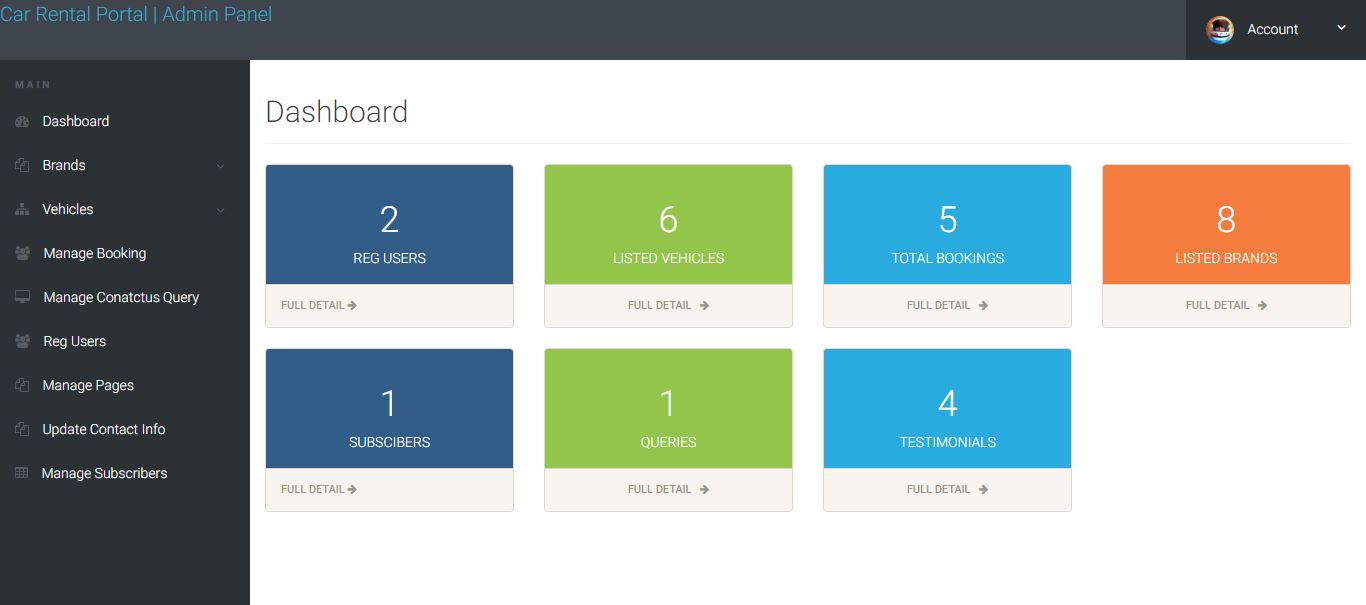 Car Rental Portal | Admin Panel
Account
MAIN
Dashboard
Brands
Vehicles
Manage Booking
Manage Conatctus Query
Reg Users
Manage Pages
Update Contact Info
Manage Subscribers
Dashboard
2
REG USERS
FULL DETAIL
6
LISTED VEHICLES
FULL DETAIL
5
TOTAL BOOKINGS
FULL DETAIL
8
LISTED BRANDS
FULL DETAIL
1
SUBSCIBERS
FULL DETAIL
1
QUERIES
FULL DETAIL
4
TESTIMONIALS
FULL DETAIL